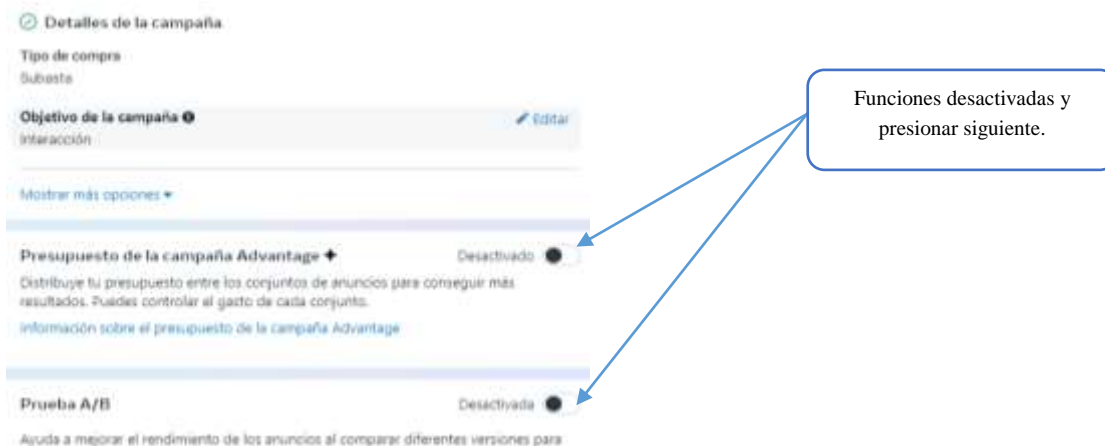 Detalles de la campaña
Tipo de compra
Subasta
Objetivo de la campaña
Editar
Interacción
Mostrar más opciones
Presupuesto de la campaña Advantage
Desactivado
Distribuye tu presupuesto entre los conjuntos de anuncios para conseguir más
resultados. Puedes controlar el gasto de cada conjunto.
Información sobre el presupuesto de la campaña Advantage
Prueba A/B
Desactivada
Ayuda a mejorar el rendimiento de los anuncios al comparar diferentes versiones para
Funciones desactivadas y
presionar siguiente.